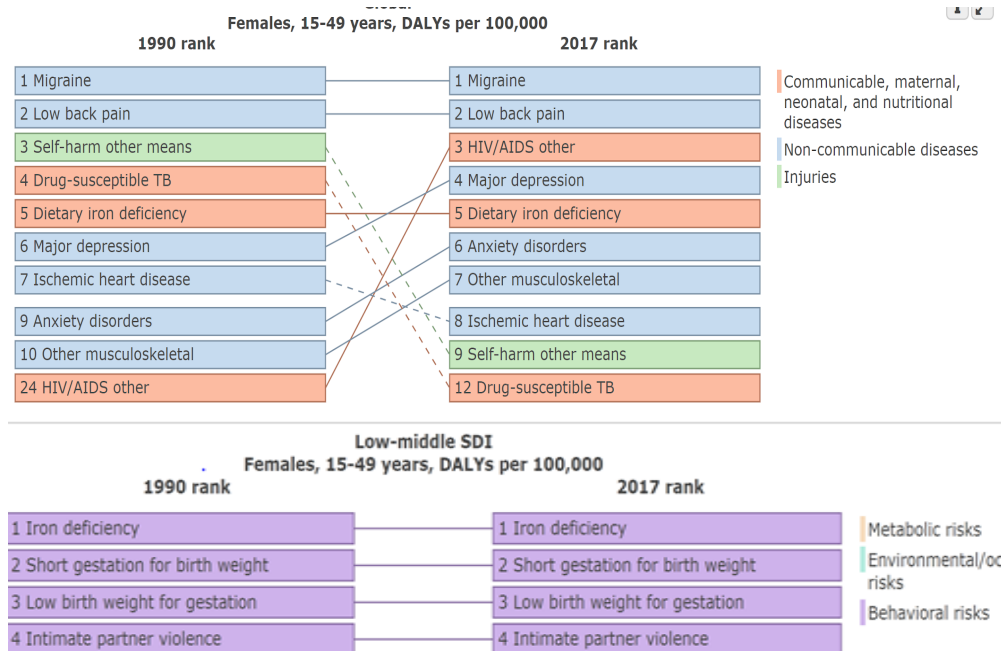 Global
Females, 15-49 years, DALYs per 100,000
1990 rank
2017 rank
1 Migraine
2 Low back pain
3 Self-harm other means
4 Drug-susceptible TB
5 Dietary iron deficiency
6 Major depression
7 Ischemic heart disease
9 Anxiety disorders
10 Other musculoskeletal
24 HIV/AIDS other
1 Migraine
2 Low back pain
3 HIV/AIDS other
4 Major depression
5 Dietary iron deficiency
6 Anxiety disorders
7 Other musculoskeletal
8 Ischemic heart disease
9 Self-harm other means
12 Drug-susceptible TB
Communicable, maternal,
neonatal, and nutritional
diseases
Non-communicable diseases
Injuries
Low-middle SDI
Females, 15-49 years, DALYs per 100,000
1990 rank
2017 rank
1 Iron deficiency
2 Short gestation for birth weight
3 Low birth weight for gestation
4 Intimate partner violence
1 Iron deficiency
2 Short gestation for birth weight
3 Low birth weight for gestation
4 Intimate partner violence
Metabolic risks
Environmental/oc
risks
Behavioral risks